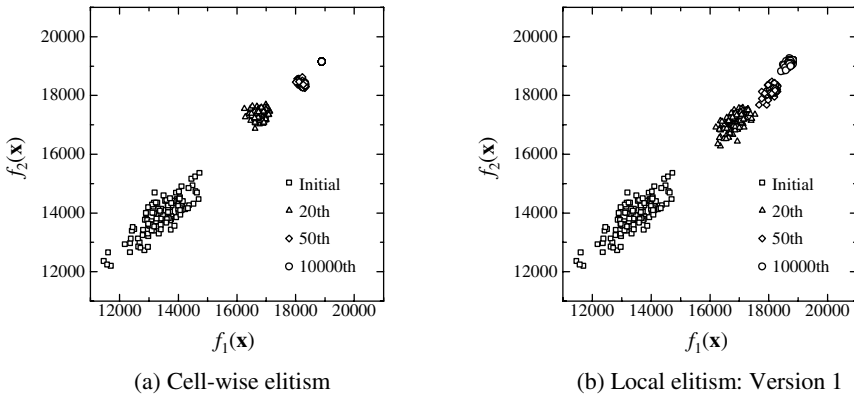 20000
18000
16000
14000
12000
f2(x)
Initial
20th
50th
10000th
12000 14000 16000 18000 20000
f1(x)
(a) Cell-wise elitism
20000
18000
16000
14000
12000
f2(x)
Initial
20th
50th
10000th
12000 14000 16000 18000 20000
f1(x)
(b) Local elitism: Version 1